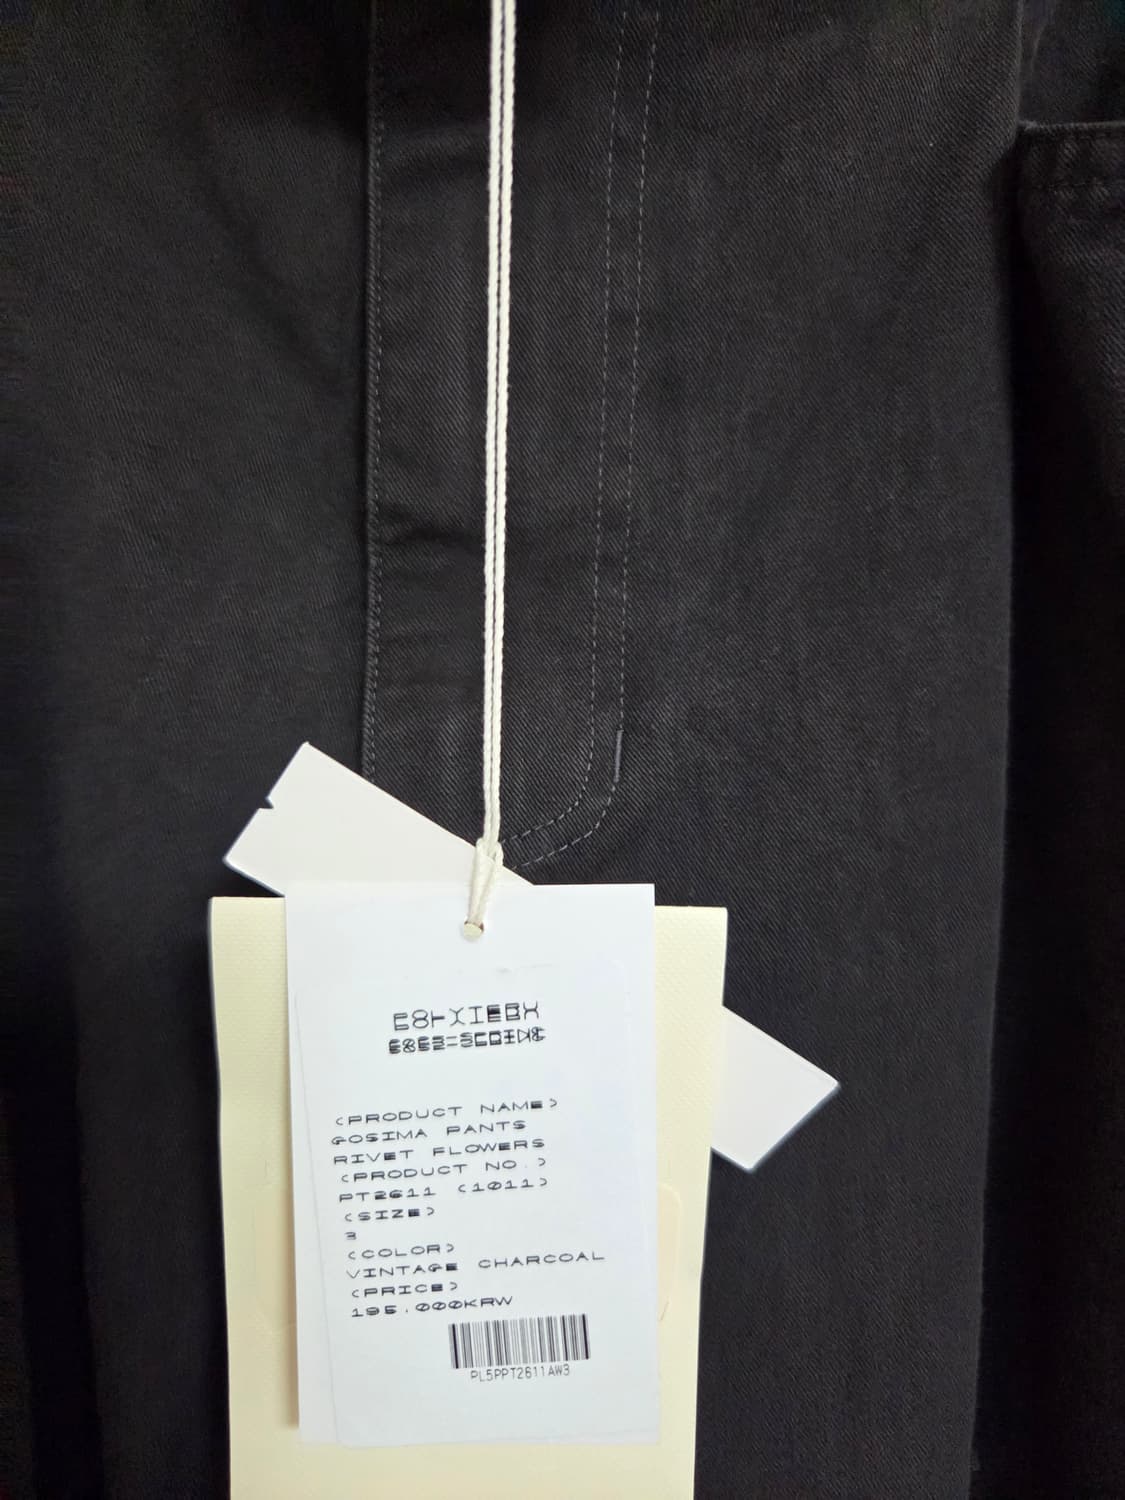 <PRODUCT NAME>
GOSIMA PANTS
RIVET FLOWERS
<PRODUCT NO.>
PT2611 (1011)
<SIZE>
3
<COLOR>
VINTAGE CHARCOAL
<PRICE>
195.000KRW
PL5PPT2611AW3